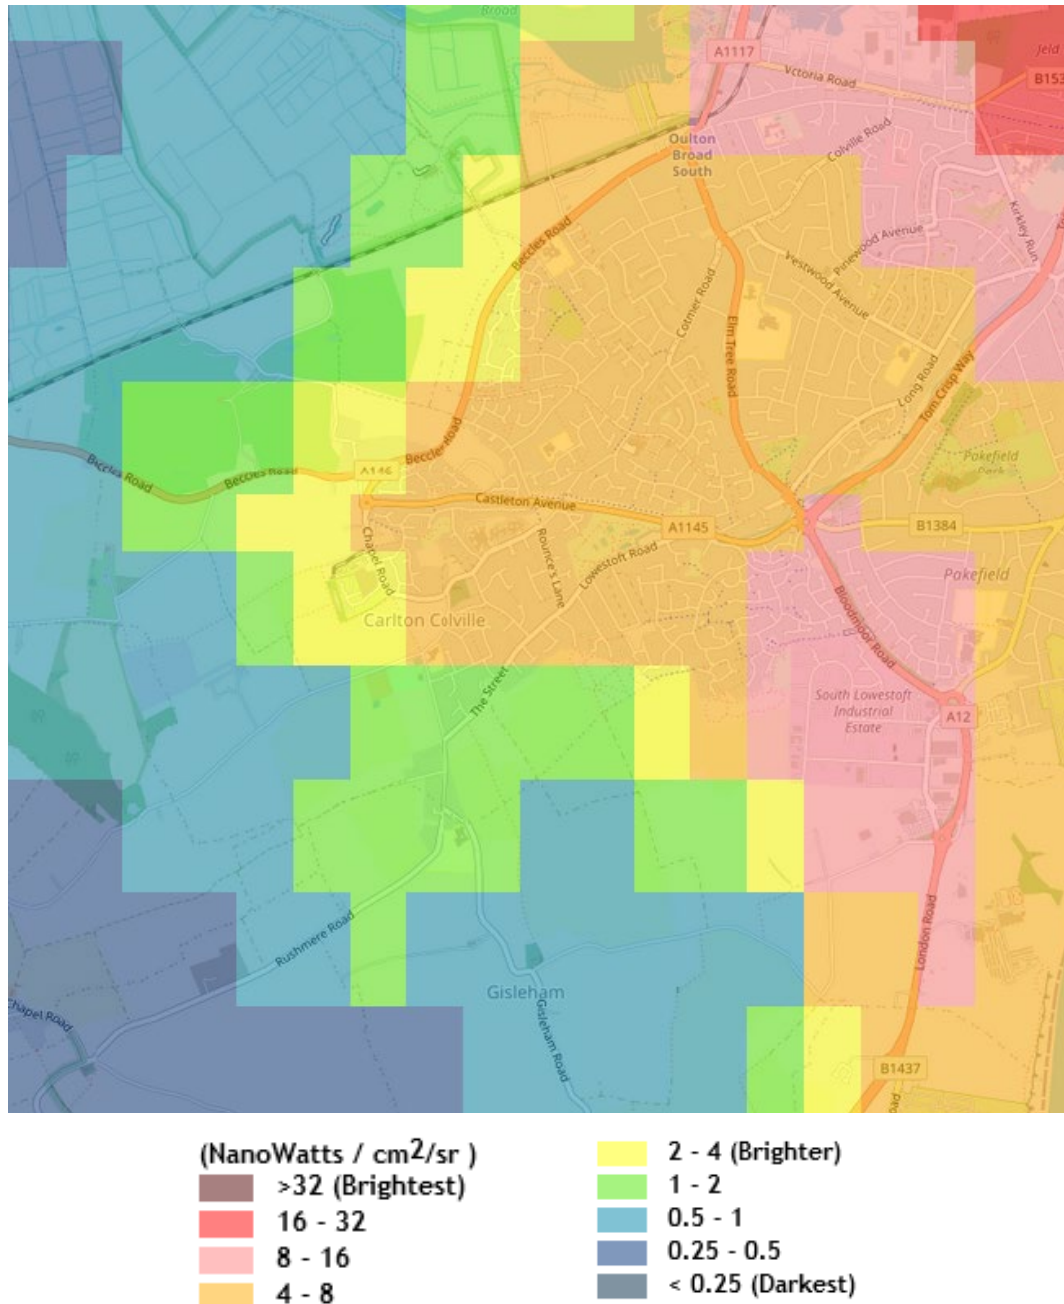 Broad
A1117
Victoria Road
Jeld
B153
Colville Road
Oulton
Broad
South
Kirkley Run
Beccles Road
Pinewood Avenue
Westwood Avenue
Cotmer Road
Elm Tree Road
Long Road
Tom Crisp Way
Beccles Road
Pakefield
Park
Beccles Road
Beccles Road
A146
Castleton Avenue
A1145
B1384
Chapel Road
Rounce's Lane
Lowestoft Road
Pakefield
Bloodmoor Road
Carlton Colville
The Street
South Lowestoft
Industrial
Estate
A12
London Road
Rushmere Road
Gisleham
Chapel Road
Gisleham Road
B1437
oad
(NanoWatts / cm2/sr )
>32 (Brightest)
16 - 32
8 - 16
4 - 8
2 - 4 (Brighter)
1 - 2
0.5 - 1
0.25 - 0.5
< 0.25 (Darkest)